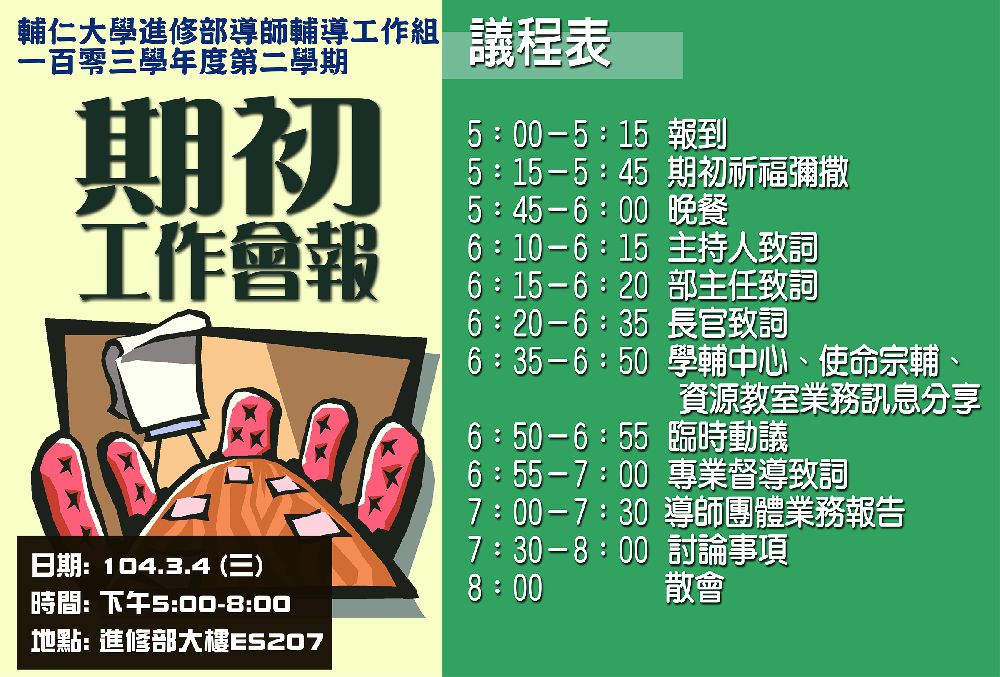 輔仁大學進修部導師輔導工作組
一百零三學年度第二學期
期初
工作會報
日期: 104.3.4 (三)
時間: 下午5:00-8:00
地點: 進修部大樓ES207
議程表
5：00－5：15 報到
5：15－5：45 期初祈福彌撒
5：45－6：00 晚餐
6：10－6：15 主持人致詞
6：15－6：20 部主任致詞
6：20－6：35 長官致詞
6：35－6：50 學輔中心、使命宗輔、
資源教室業務訊息分享
6：50－6：55 臨時動議
6：55－7：00 專業督導致詞
7：00－7：30 導師團體業務報告
7：30－8：00 討論事項
8：00 散會